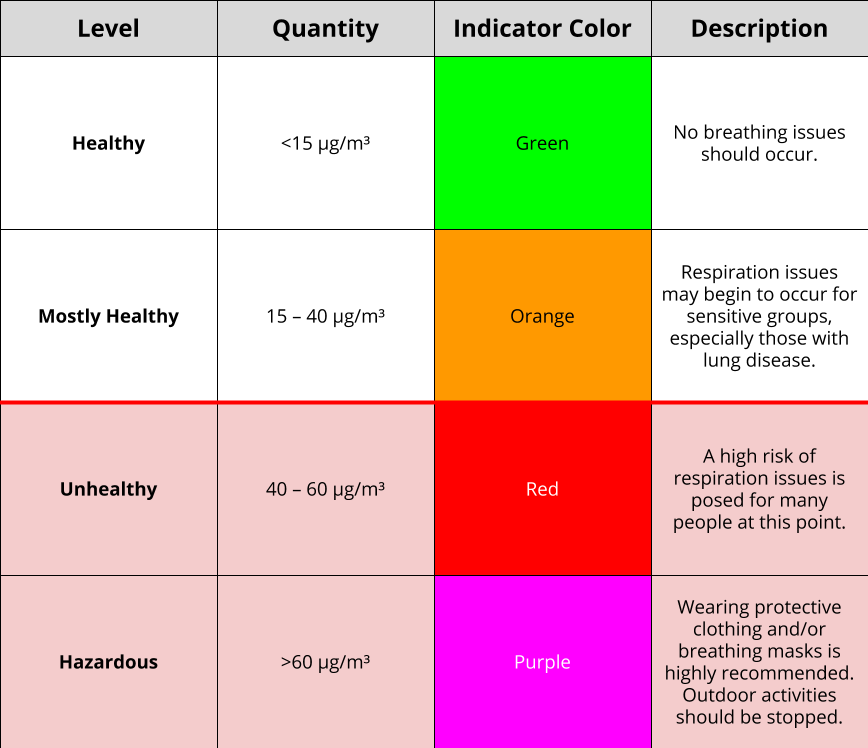 Level Quantity Indicator Color Description
Healthy <15 µg/m³ Green No breathing issues
should occur.
Mostly Healthy 15 – 40 µg/m³ Orange Respiration issues
may begin to occur for
sensitive groups,
especially those with
lung disease.
Unhealthy 40 – 60 µg/m³ Red A high risk of
respiration issues is
posed for many
people at this point.
Hazardous >60 µg/m³ Purple Wearing protective
clothing and/or
breathing masks is
highly recommended.
Outdoor activities
should be stopped.